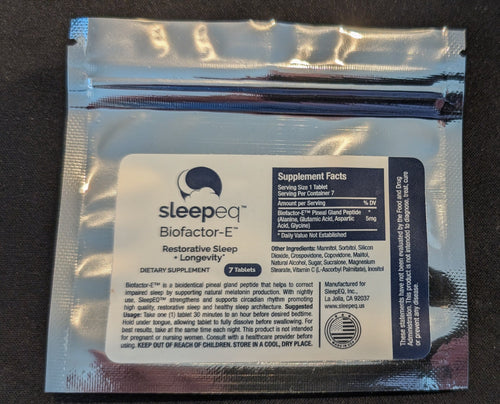 sleepeq™
Biofactor-E™
Restorative Sleep
+ Longevity*
DIETARY SUPPLEMENT 7 Tablets
Biofactor-E™ is a bioidentical pineal gland peptide that helps to correct
impaired sleep by supporting natural melatonin production. With nightly
use, SleepEQ™ strengthens and supports circadian rhythm promoting
high quality, restorative sleep and healthy sleep architecture. Suggested
Usage: Take one (1) tablet 30 minutes to an hour before desired bedtime.
Hold under tongue, allowing tablet to fully dissolve before swallowing. For
best results, take at the same time each night. This product is not intended
for pregnant or nursing women. Consult with a healthcare provider before
using. KEEP OUT OF REACH OF CHILDREN. STORE IN A COOL, DRY PLACE.
Supplement Facts
Serving Size 1 Tablet
Serving Per Container 7
Amount per Serving % DV
Biofactor-E™ Pineal Gland Peptide *
(Alanine, Glutamic Acid, Aspartic 5mg
Acid, Glycine)
* Daily Value Not Established
Other Ingredients: Mannitol, Sorbitol, Silicon
Dioxide, Crospovidone, Copovidone, Maltitol,
Natural Alcohol, Sugar, Sucralose, Magnesium
Stearate, Vitamin C (L-Ascorbyl Palmitate), Inositol
Manufactured for
SleepEQ, Inc.,
La Jolla, CA 92037
www.sleepeq.us
These statements have not been evaluated by the Food and Drug
Administration. This product is not intended to diagnose, treat, cure
or prevent any disease.